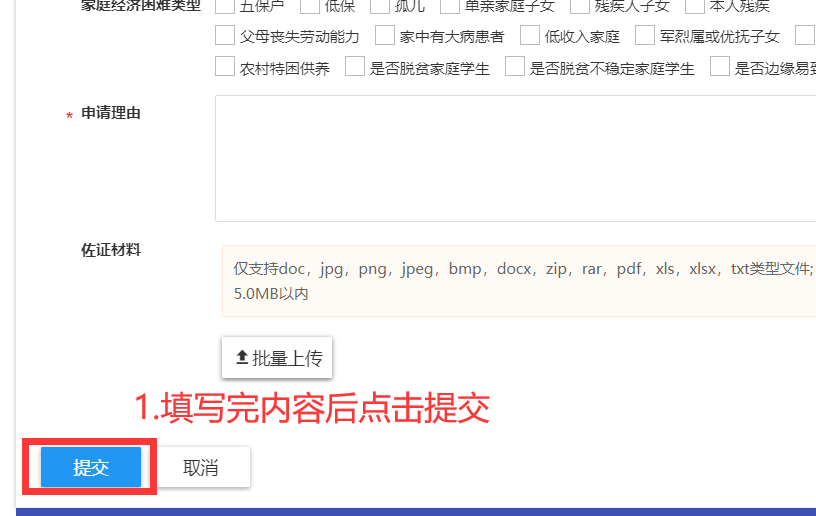 家庭经济困难类型 五保户 低保 孤儿 单亲家庭子女 残疾人子女 本人残疾
父母丧失劳动能力 家中有大病患者 低收入家庭 军烈属或优抚子女
农村特困供养 是否脱贫家庭学生 是否脱贫不稳定家庭学生 是否边缘易
* 申请理由
佐证材料
仅支持doc，jpg，png，jpeg，bmp，docx，zip，rar，pdf，xls，xlsx，txt类型文件;
5.0MB以内
批量上传
1.填写完内容后点击提交
提交 取消